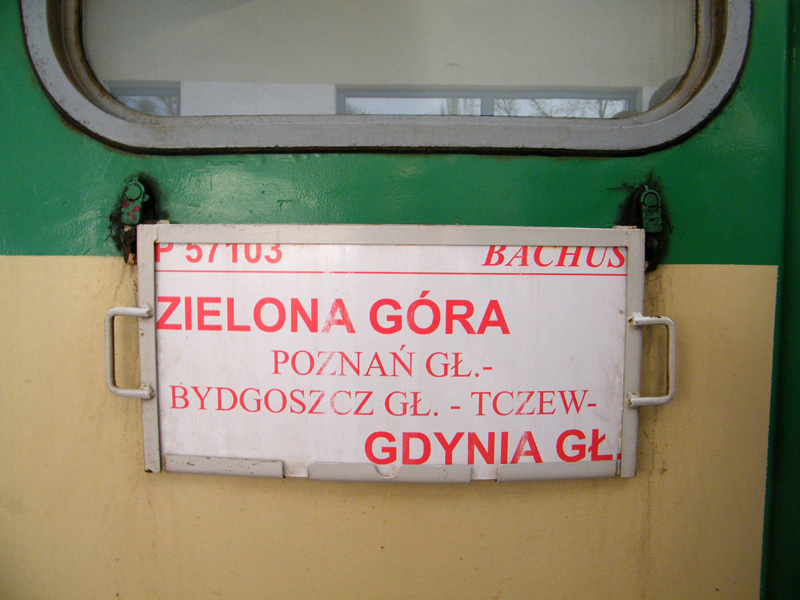 P 57103 BACHUS
ZIELONA GÓRA
POZNAŃ GŁ.-
BYDGOSZCZ GŁ. - TCZEW-
GDYNIA GŁ.